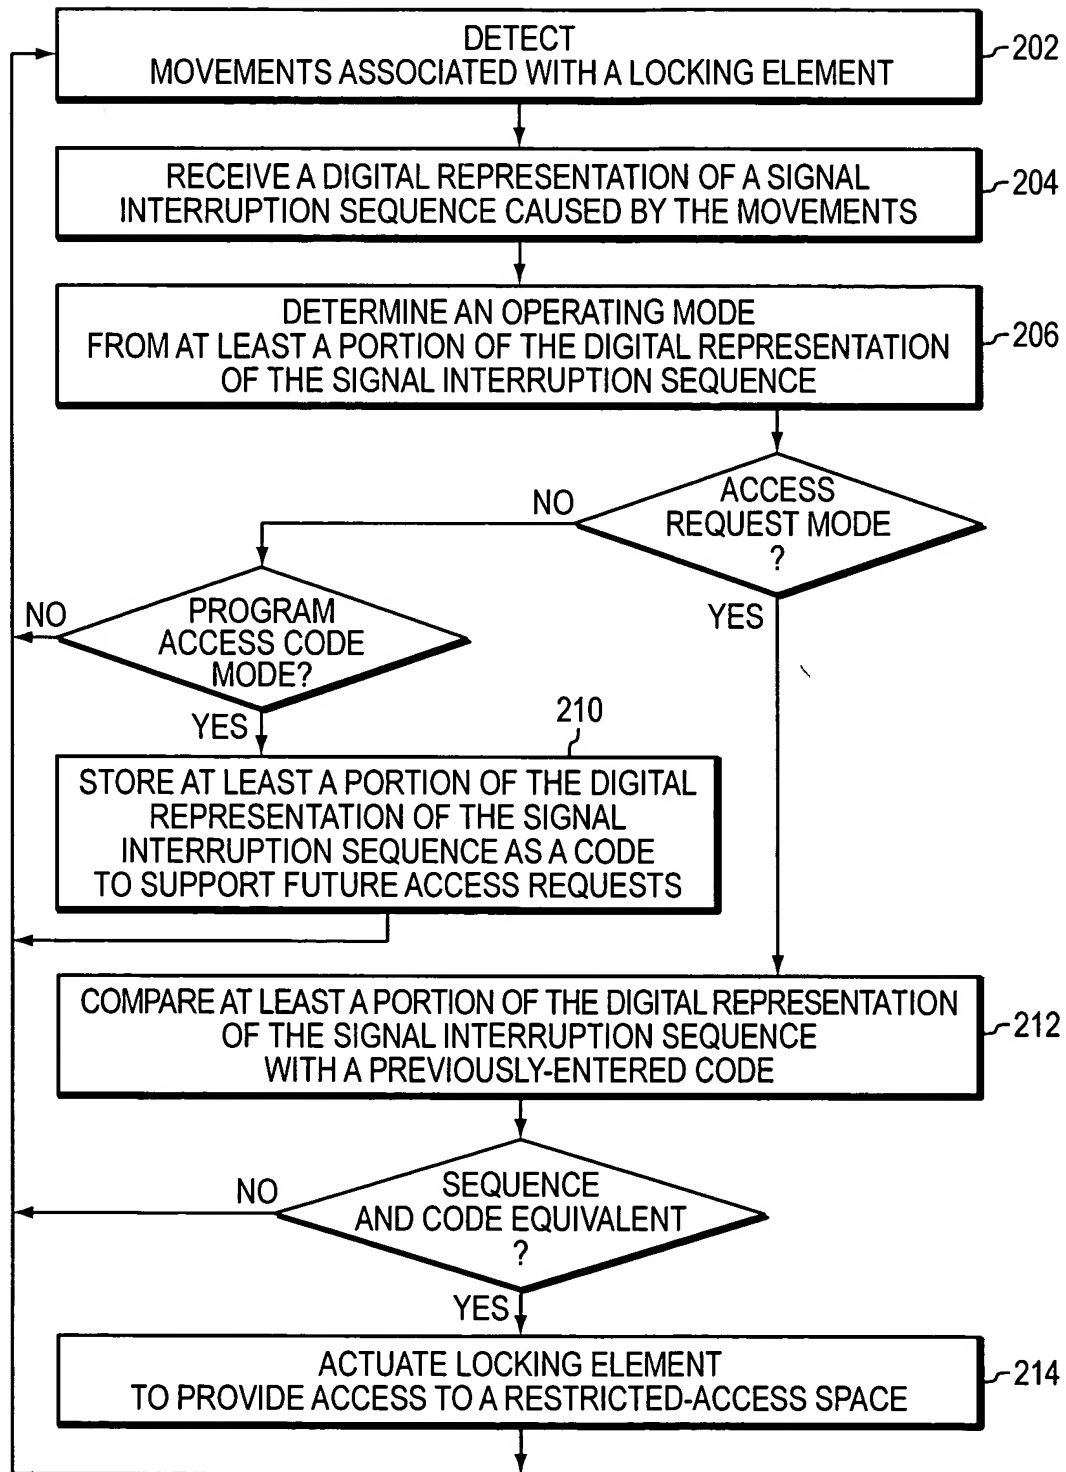 DETECT
MOVEMENTS ASSOCIATED WITH A LOCKING ELEMENT
202
RECEIVE A DIGITAL REPRESENTATION OF A SIGNAL
INTERRUPTION SEQUENCE CAUSED BY THE MOVEMENTS
204
DETERMINE AN OPERATING MODE
FROM AT LEAST A PORTION OF THE DIGITAL REPRESENTATION
OF THE SIGNAL INTERRUPTION SEQUENCE
206
ACCESS
REQUEST MODE
?
NO
YES
PROGRAM
ACCESS CODE
MODE?
NO
YES
210
STORE AT LEAST A PORTION OF THE DIGITAL
REPRESENTATION OF THE SIGNAL
INTERRUPTION SEQUENCE AS A CODE
TO SUPPORT FUTURE ACCESS REQUESTS
COMPARE AT LEAST A PORTION OF THE DIGITAL REPRESENTATION
OF THE SIGNAL INTERRUPTION SEQUENCE
WITH A PREVIOUSLY-ENTERED CODE
212
SEQUENCE
AND CODE EQUIVALENT
?
NO
YES
ACTUATE LOCKING ELEMENT
TO PROVIDE ACCESS TO A RESTRICTED-ACCESS SPACE
214